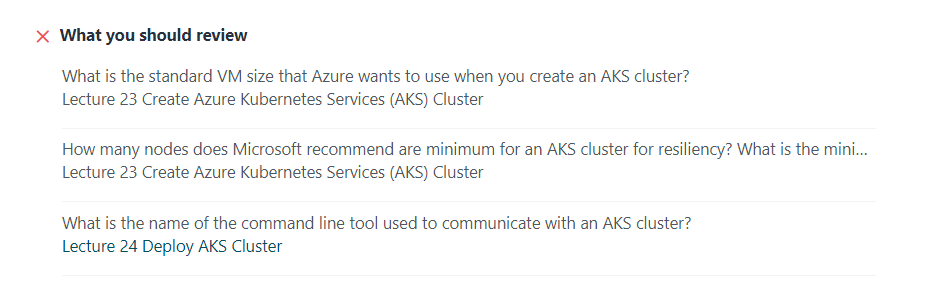 What you should review
What is the standard VM size that Azure wants to use when you create an AKS cluster?
Lecture 23 Create Azure Kubernetes Services (AKS) Cluster
How many nodes does Microsoft recommend are minimum for an AKS cluster for resiliency? What is the mini...
Lecture 23 Create Azure Kubernetes Services (AKS) Cluster
What is the name of the command line tool used to communicate with an AKS cluster?
Lecture 24 Deploy AKS Cluster